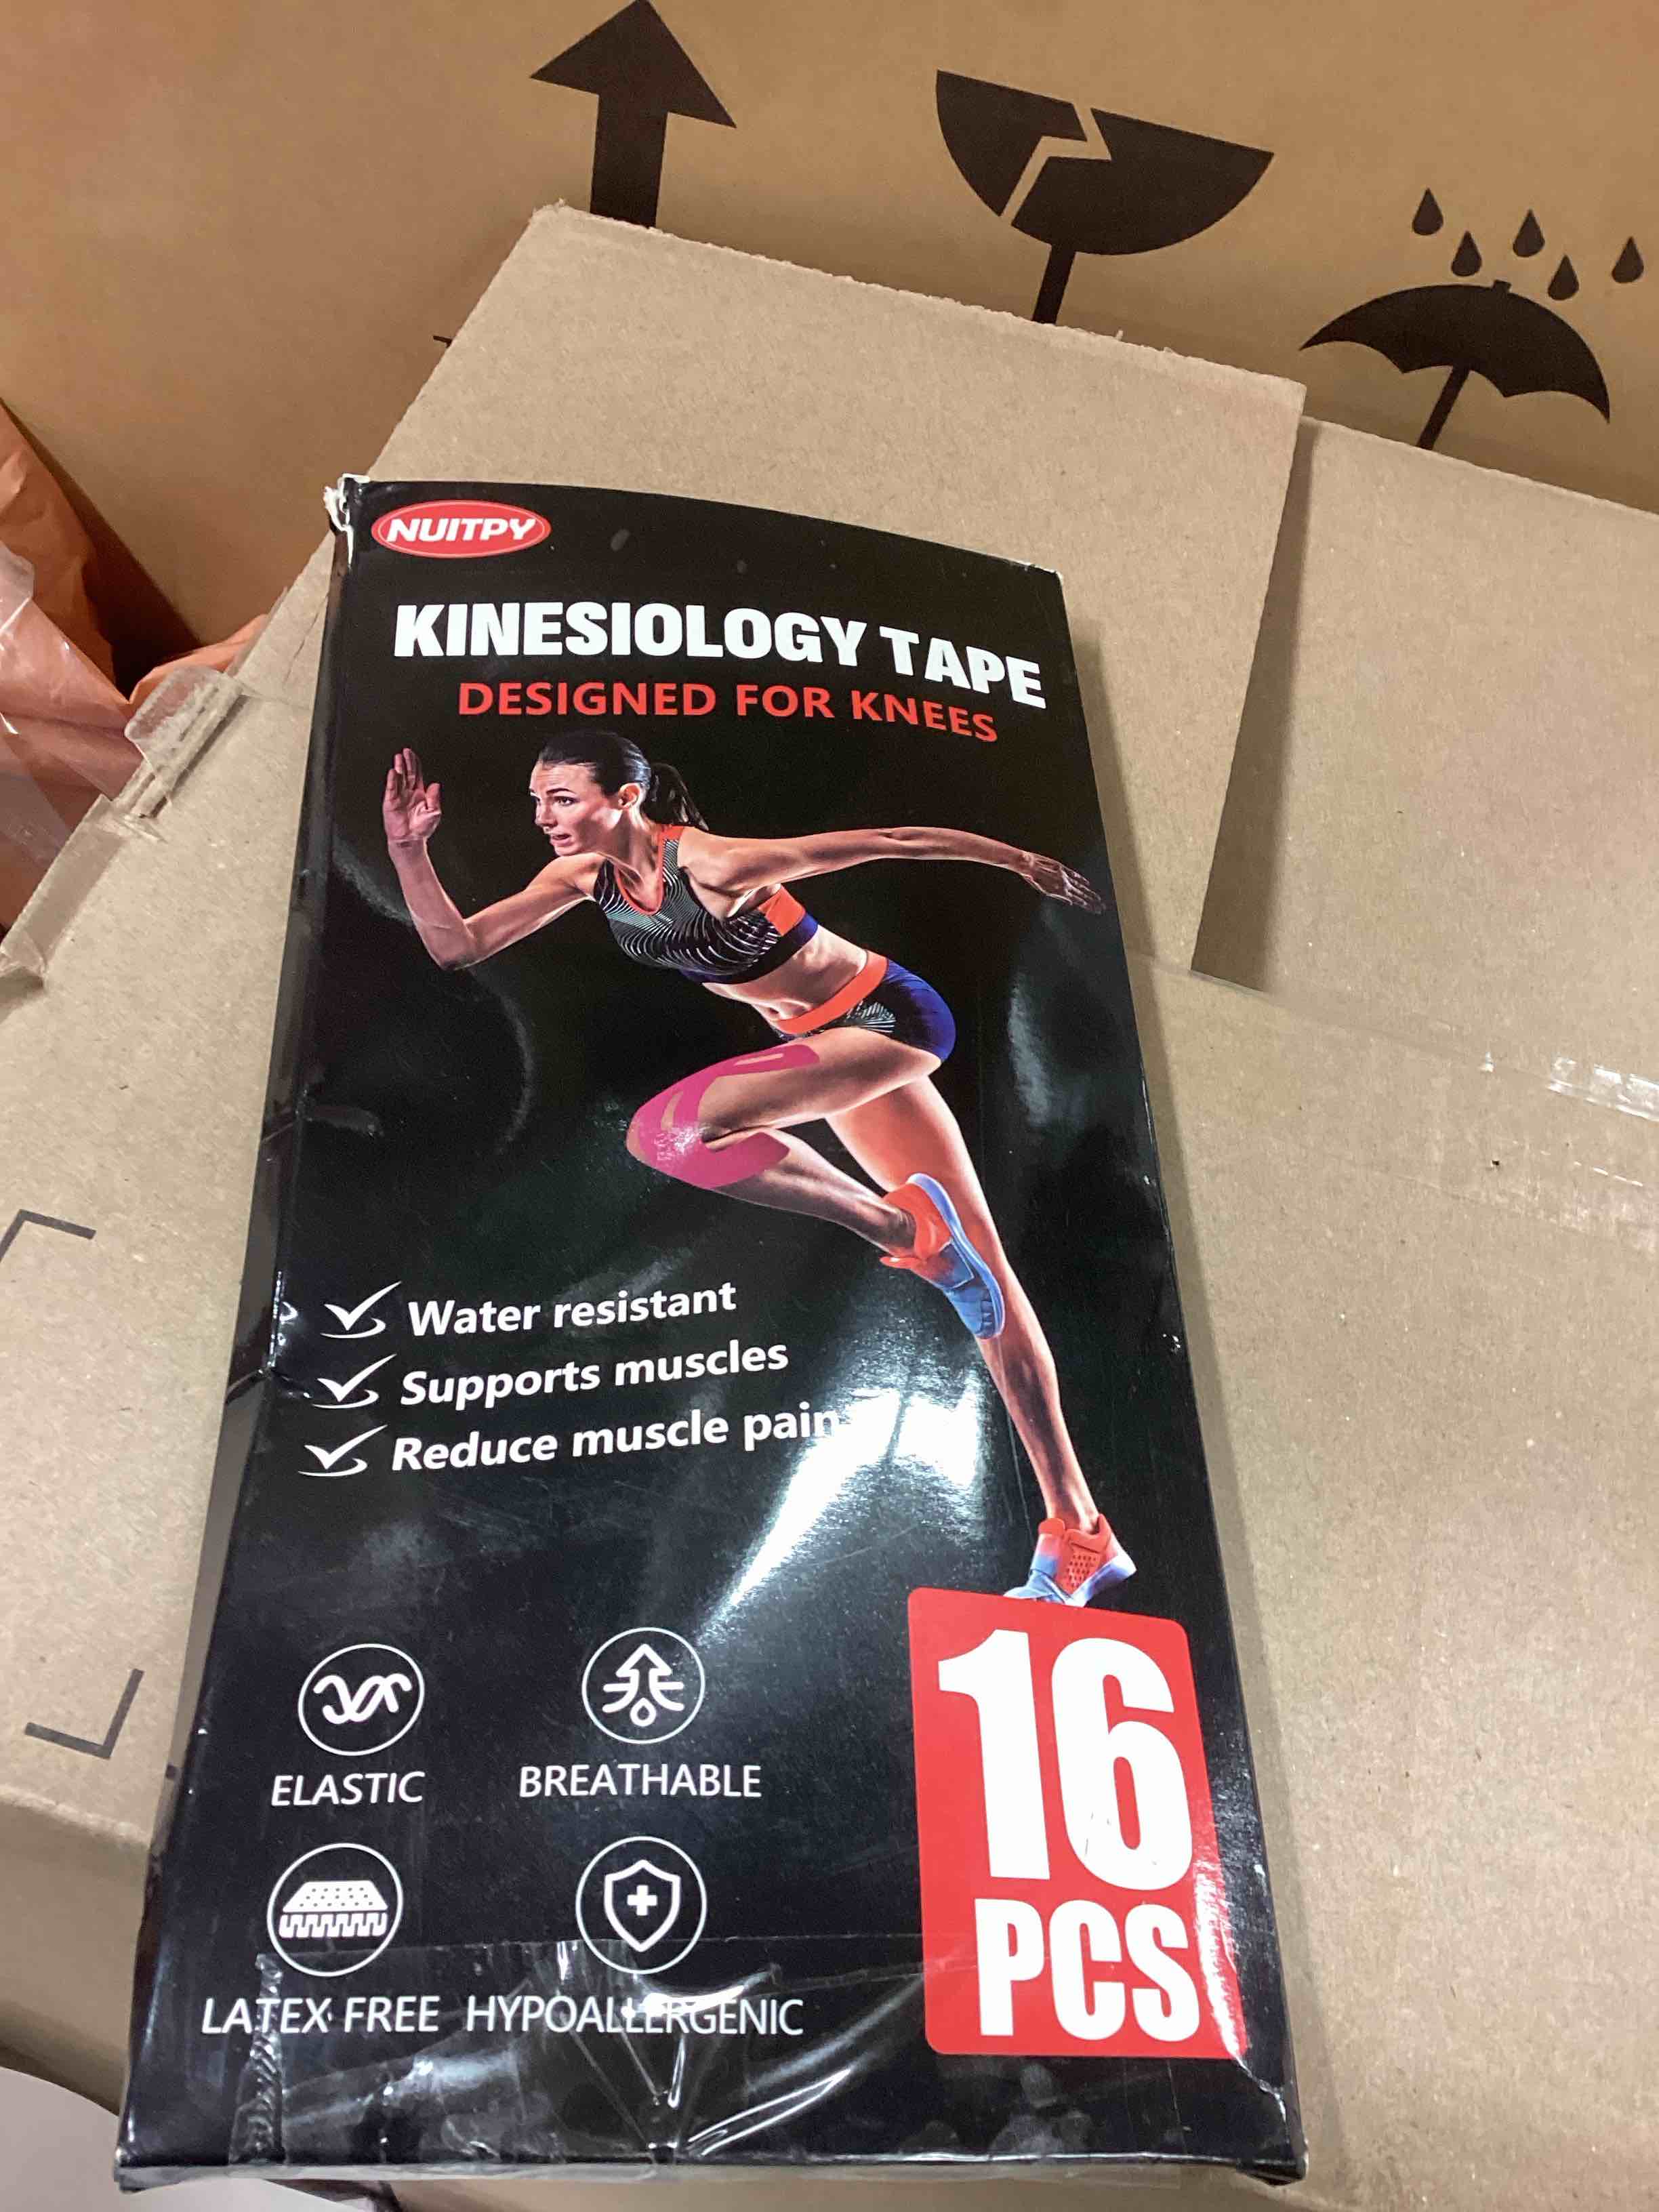 NUITPY
KINESIOLOGY TAPE
DESIGNED FOR KNEES
Water resistant
Supports muscles
Reduce muscle pain
ELASTIC
BREATHABLE
LATEX FREE
HYPOALLERGENIC
16
PCS